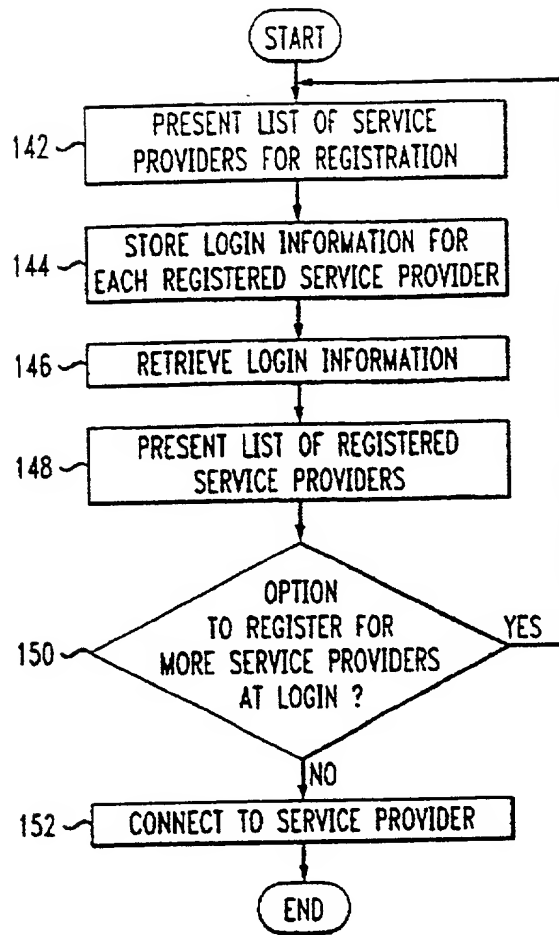 START
142
PRESENT LIST OF SERVICE
PROVIDERS FOR REGISTRATION
144
STORE LOGIN INFORMATION FOR
EACH REGISTERED SERVICE PROVIDER
146
RETRIEVE LOGIN INFORMATION
148
PRESENT LIST OF REGISTERED
SERVICE PROVIDERS
150
OPTION
TO REGISTER FOR
MORE SERVICE PROVIDERS
AT LOGIN ?
YES
NO
152
CONNECT TO SERVICE PROVIDER
END